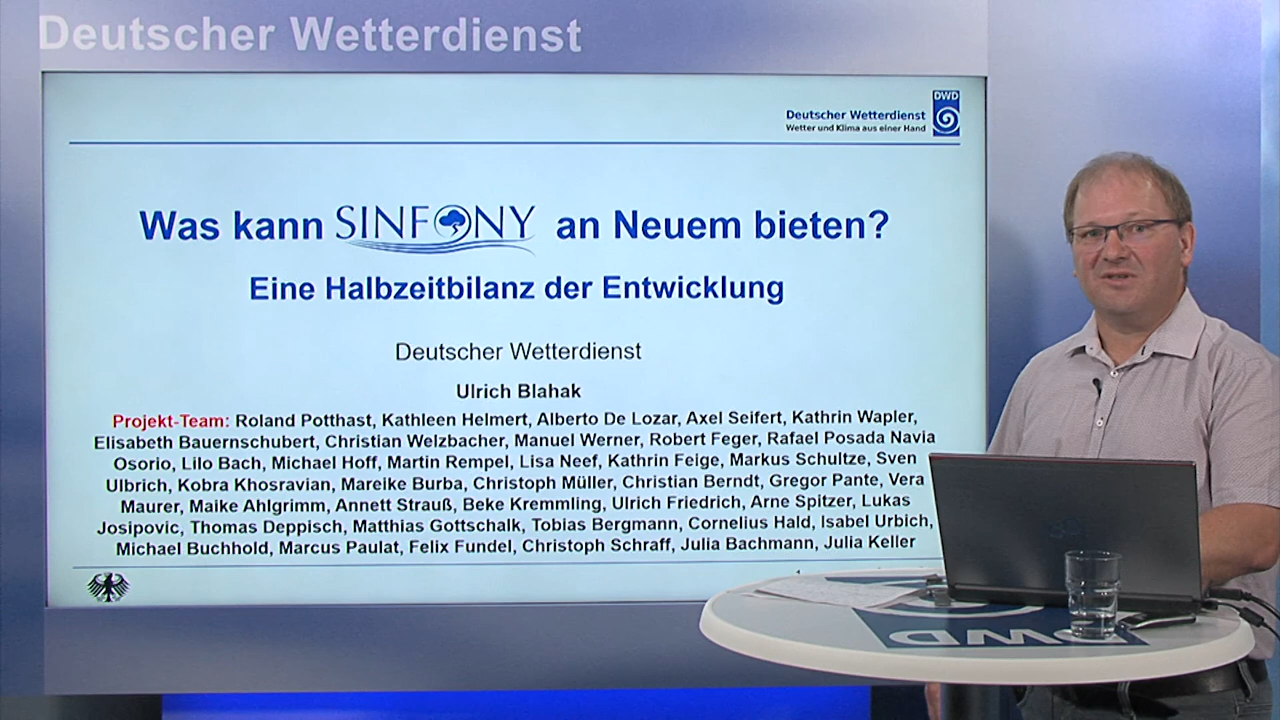 Deutscher Wetterdienst
DWD
Deutscher Wetterdienst
Wetter und Klima aus einer Hand
Was kann SINFONY an Neuem bieten?
Eine Halbzeitbilanz der Entwicklung
Deutscher Wetterdienst
Ulrich Blahak
Projekt-Team: Roland Potthast, Kathleen Helmert, Alberto De Lozar, Axel Seifert, Kathrin Wapler,
Elisabeth Bauernschubert, Christian Welzbacher, Manuel Werner, Robert Feger, Rafael Posada Navia
Osorio, Lilo Bach, Michael Hoff, Martin Rempel, Lisa Neef, Kathrin Feige, Markus Schultze, Sven
Ulbrich, Kobra Khosravian, Mareike Burba, Christoph Müller, Christian Berndt, Gregor Pante, Vera
Maurer, Maike Ahlgrimm, Annett Strauß, Beke Kremmling, Ulrich Friedrich, Arne Spitzer, Lukas
Josipovic, Thomas Deppisch, Matthias Gottschalk, Tobias Bergmann, Cornelius Hald, Isabel Urbich,
Michael Buchhold, Marcus Paulat, Felix Fundel, Christoph Schraff, Julia Bachmann, Julia Keller
DWD